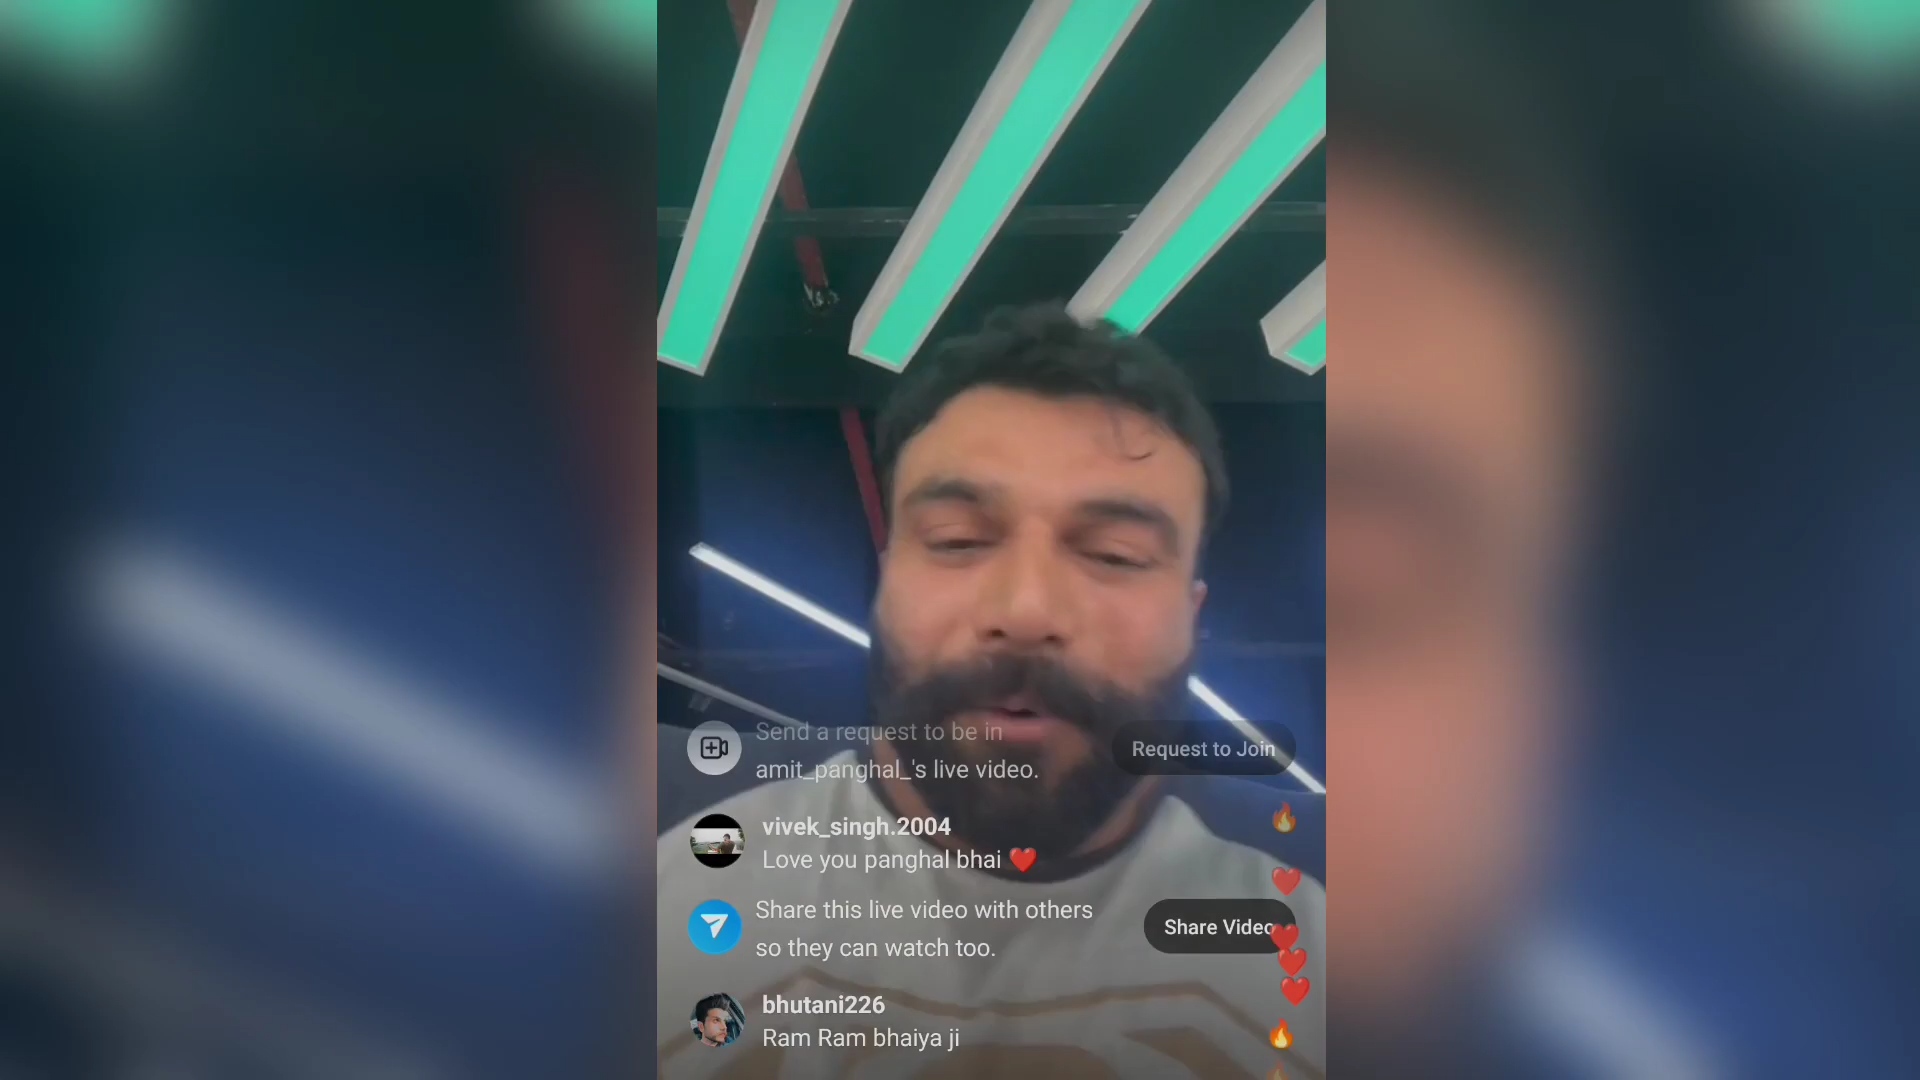 Send a request to be in
amit_panghal_'s live video.
Request to Join
vivek_singh.2004
Love you panghal bhai ❤️
Share this live video with others
so they can watch too.
Share Video
bhutani226
Ram Ram bhaiya ji